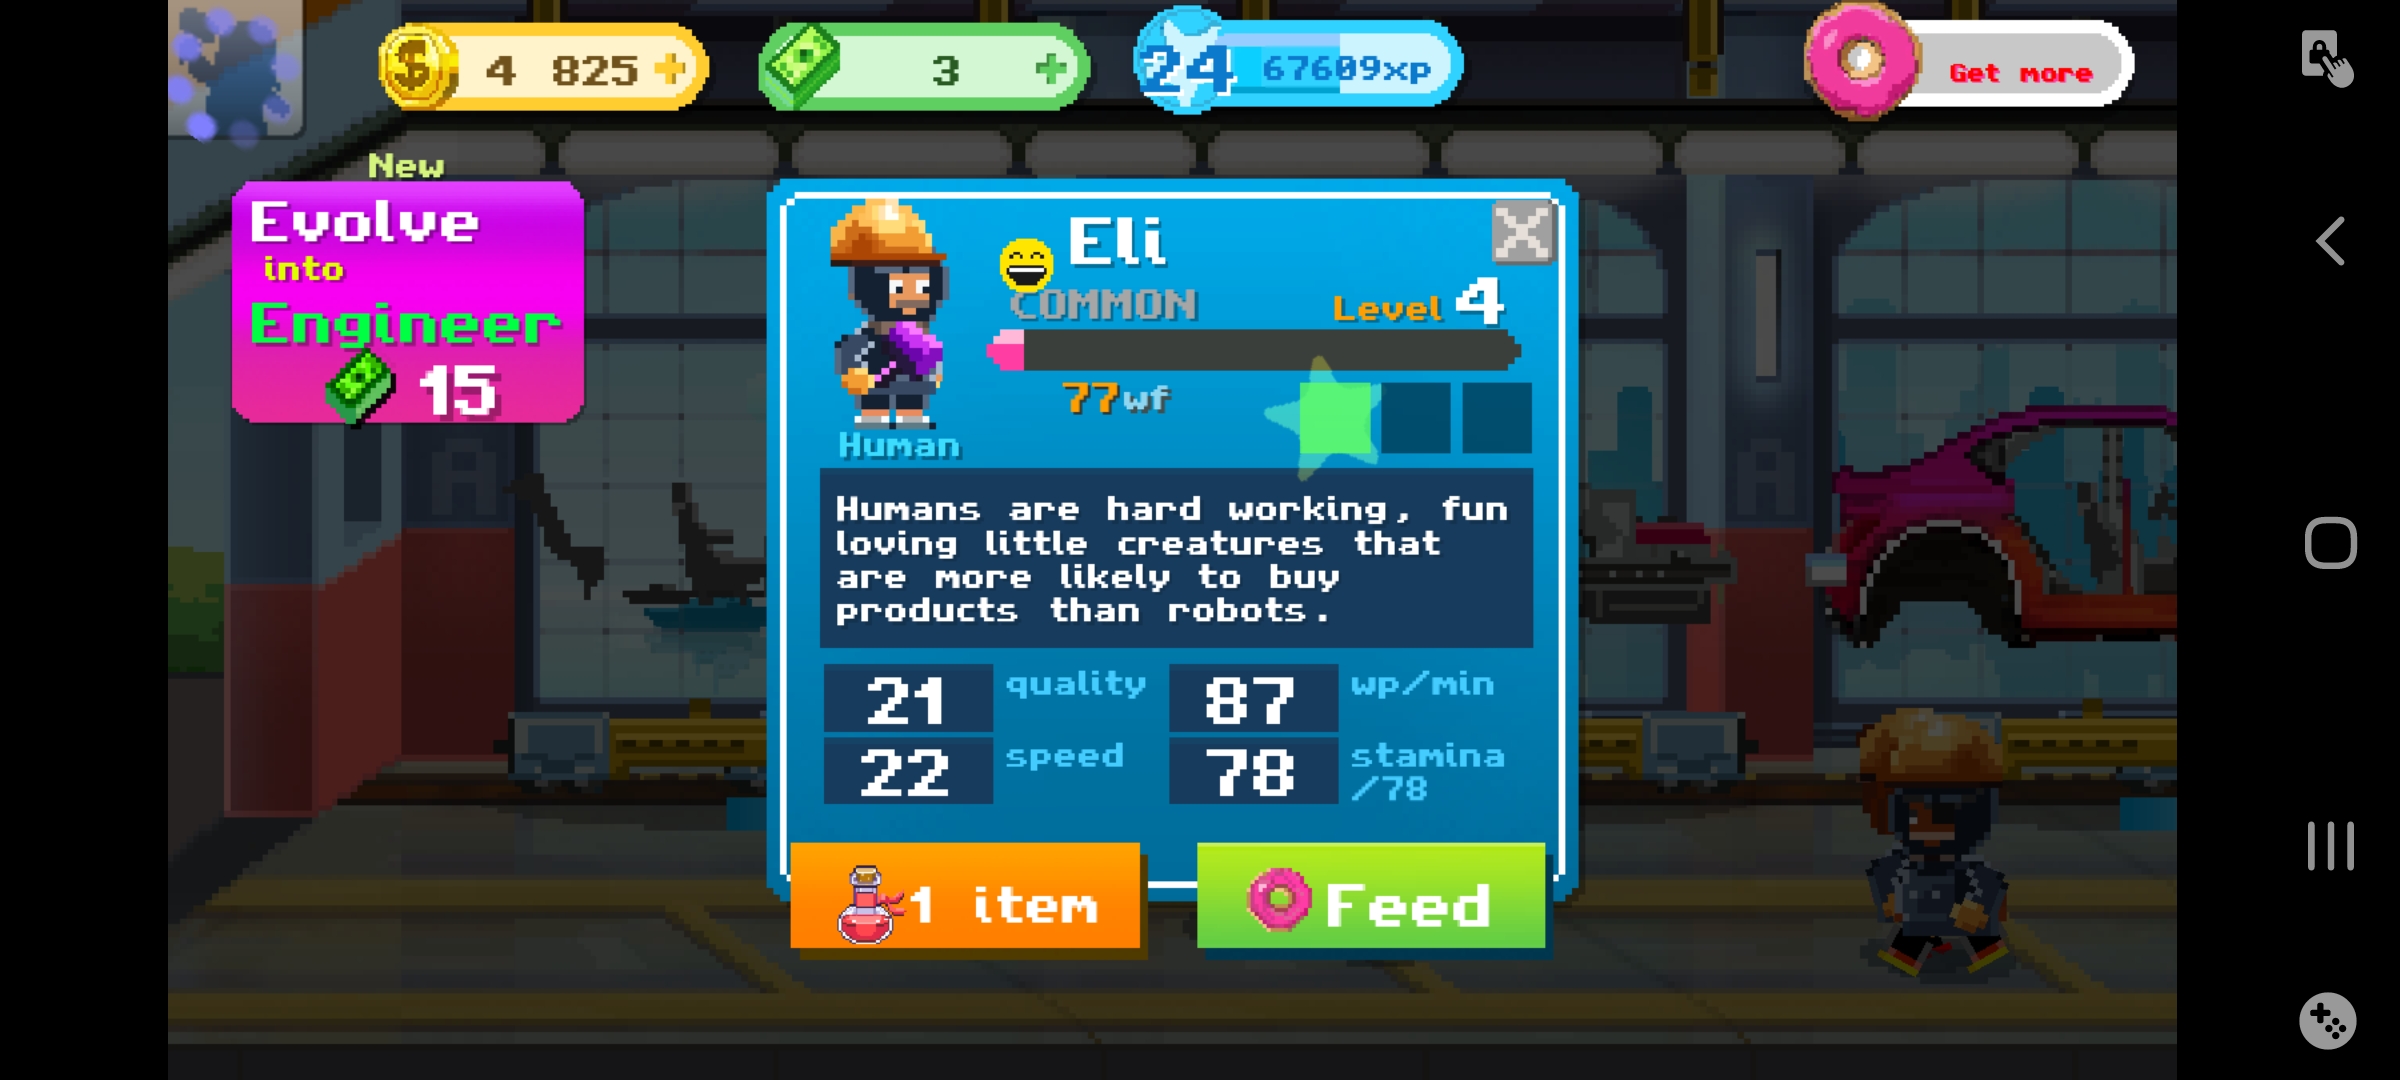 4 825
3
24 67609xp
Get more
New
Evolve
into
Engineer
15
Eli
COMMON
Level 4
77wf
Human
Humans are hard working, fun
loving little creatures that
are more likely to buy
products than robots.
21 quality
87 wp/min
22 speed
78 stamina
/78
1 item
Feed